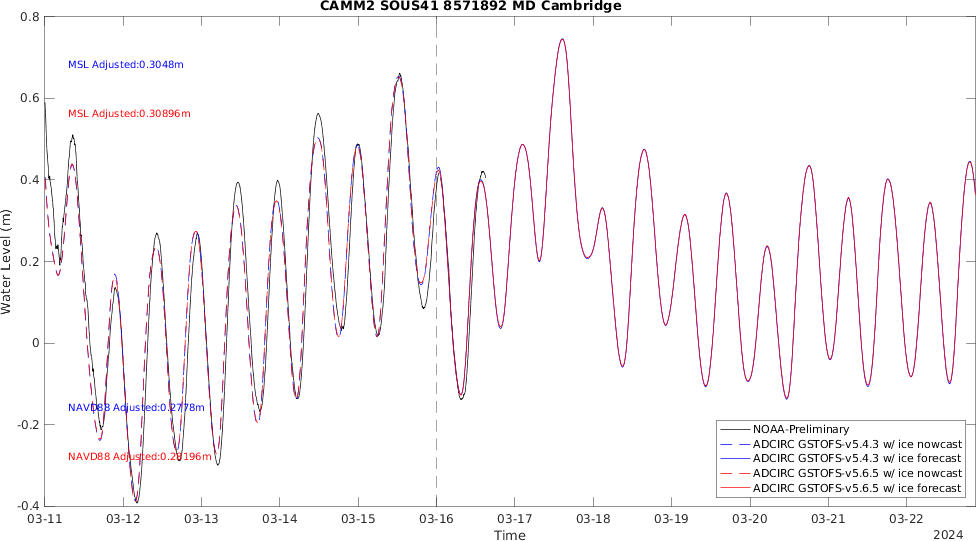 CAMM2 SOUS41 8571892 MD Cambridge
0.8
0.6
0.4
0.2
0
-0.2
-0.4
Water Level (m)
MSL Adjusted:0.3048m
MSL Adjusted:0.30896m
NAVD88 Adjusted:0.2778m
NAVD88 Adjusted:0.28196m
NOAA-Preliminary
ADCIRC GSTOFS-v5.4.3 w/ ice nowcast
ADCIRC GSTOFS-v5.4.3 w/ ice forecast
ADCIRC GSTOFS-v5.6.5 w/ ice nowcast
ADCIRC GSTOFS-v5.6.5 w/ ice forecast
03-11 03-12 03-13 03-14 03-15 03-16 03-17 03-18 03-19 03-20 03-21 03-22
Time
2024